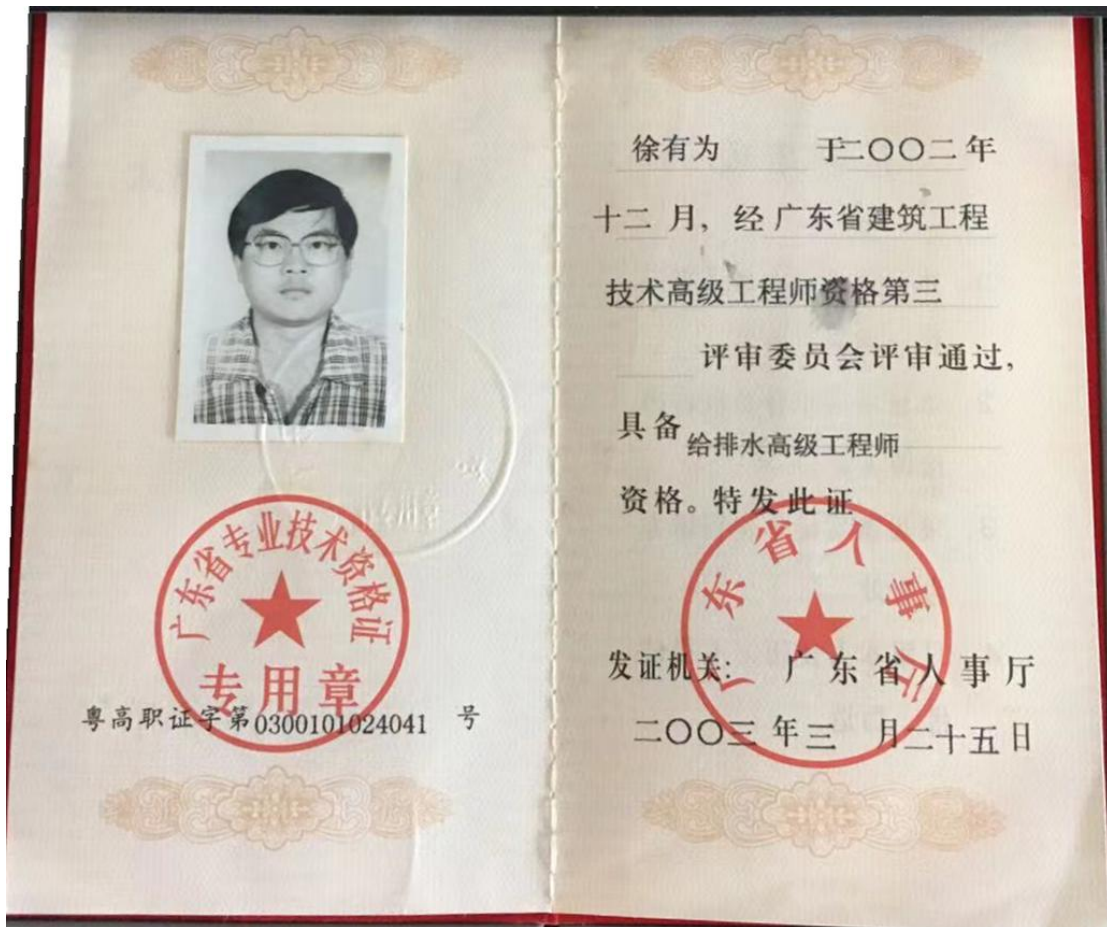 广东省专业技术资格证
专用章
粤高职证字第0300101024041 号
徐有为 于二〇〇二年
十二 月，经广东省建筑工程
技术高级工程师资格第三
评审委员会评审通过，
具备给排水高级工程师
资格。特发此证
广东省人事厅
发证机关： 广东省人事厅
二〇〇三年三 月二十五日